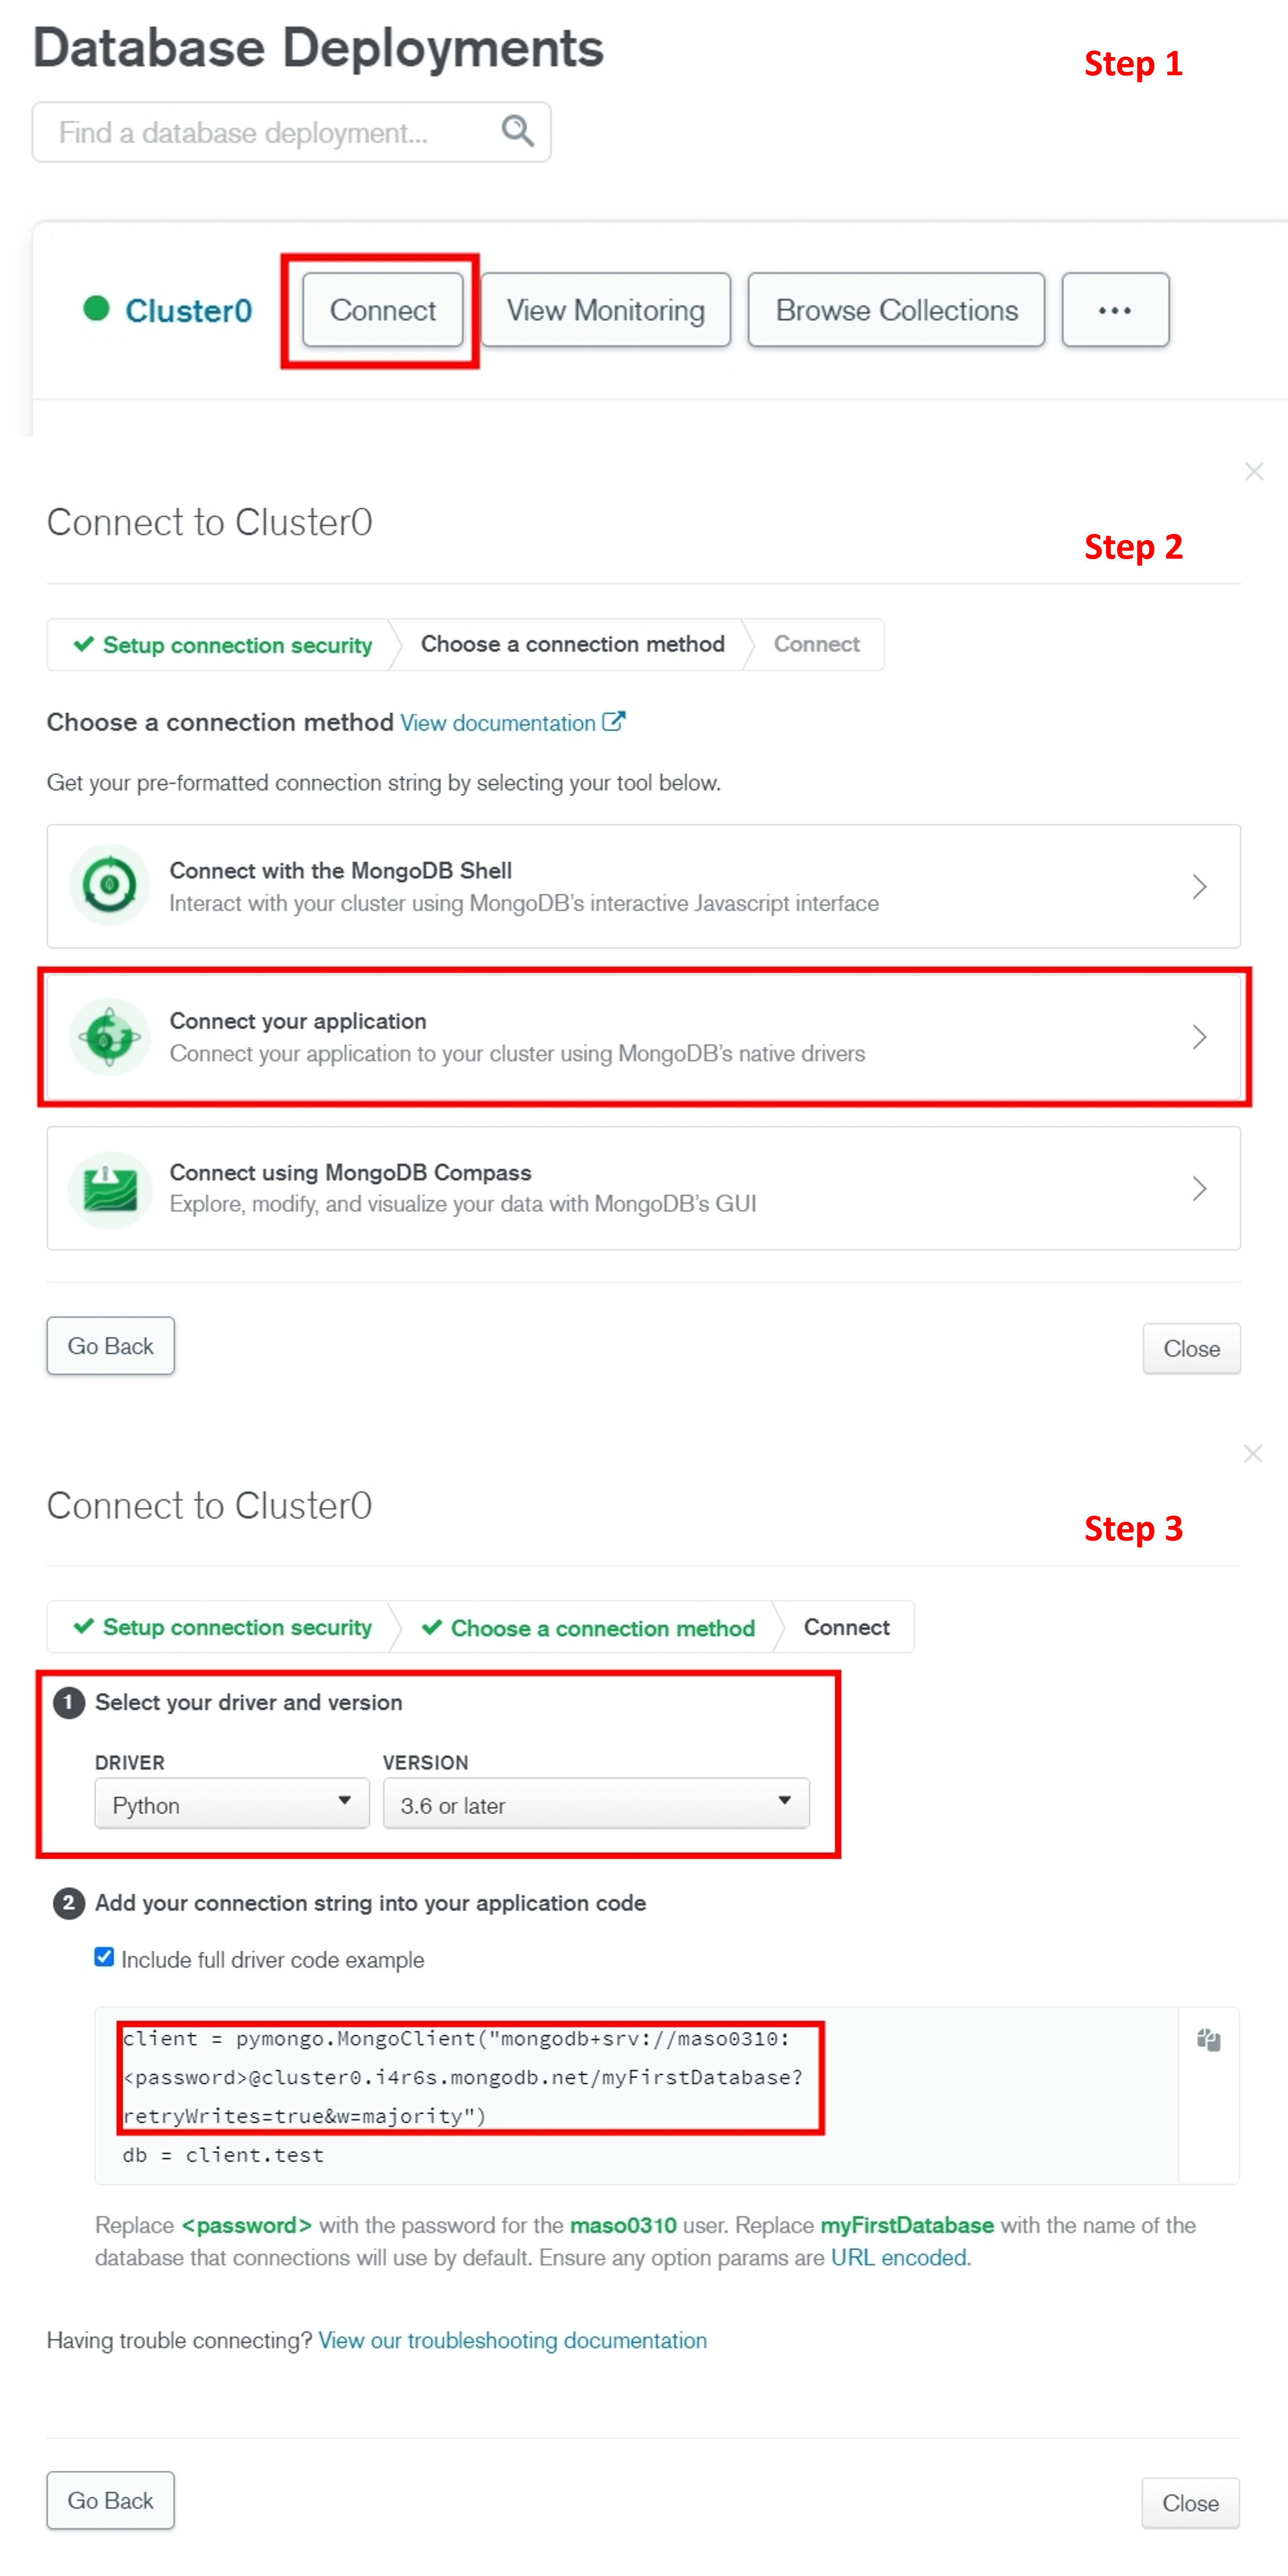 Database Deployments
Step 1
Find a database deployment...
Cluster0
Connect
View Monitoring
Browse Collections
...
Connect to Cluster0
Step 2
Setup connection security
Choose a connection method
Connect
Choose a connection method View documentation
Get your pre-formatted connection string by selecting your tool below.
Connect with the MongoDB Shell
Interact with your cluster using MongoDB's interactive Javascript interface
Connect your application
Connect your application to your cluster using MongoDB's native drivers
Connect using MongoDB Compass
Explore, modify, and visualize your data with MongoDB's GUI
Go Back
Close
Connect to Cluster0
Step 3
Setup connection security
Choose a connection method
Connect
1 Select your driver and version
DRIVER
VERSION
Python
3.6 or later
2 Add your connection string into your application code
Include full driver code example
client = pymongo.MongoClient("mongodb+srv://maso0310:
<password>@cluster0.i4r6s.mongodb.net/myFirstDatabase?
retryWrites=true&w=majority")
db = client.test
Replace <password> with the password for the maso0310 user. Replace myFirstDatabase with the name of the
database that connections will use by default. Ensure any option params are URL encoded.
Having trouble connecting? View our troubleshooting documentation
Go Back
Close